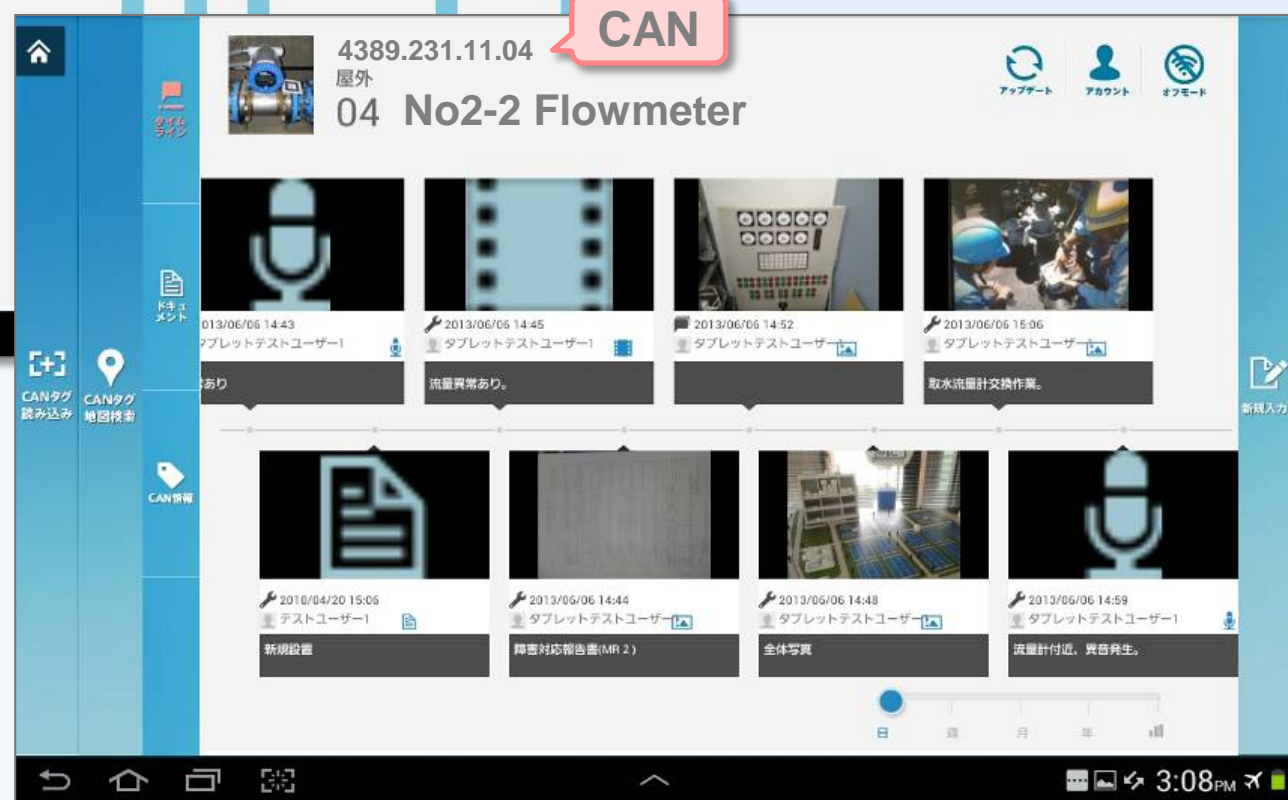 CAN
4389.231.11.04
屋外
04 No2-2 Flowmeter
アップデート
アカウント
オフモード
タイム
ライン
ドキュ
メント
CAN情報
CANタグ
読み込み
CANタグ
地図検索
新規入力
013/06/06 14:43
タブレットテストユーザー1
あり
2013/06/06 14:45
タブレットテストユーザー1
流量異常あり。
2013/06/06 14:52
タブレットテストユーザー
2013/06/06 15:06
タブレットテストユーザー
取水流量計交換作業。
2010/04/20 15:06
テストユーザー1
新規設置
2013/06/06 14:44
タブレットテストユーザー
障害対応報告書(MR2)
2013/06/06 14:48
タブレットテストユーザー
全体写真
2013/06/06 14:59
タブレットテストユーザー1
流量計付近、異音発生。
日 週 月 年
3:08 PM